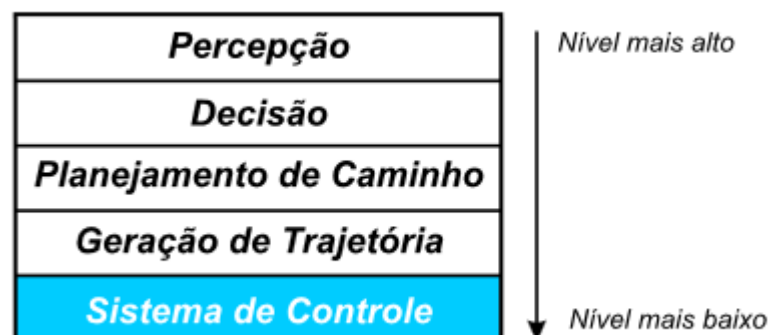 Percepção
Nível mais alto
Decisão
Planejamento de Caminho
Geração de Trajetória
Sistema de Controle
Nível mais baixo